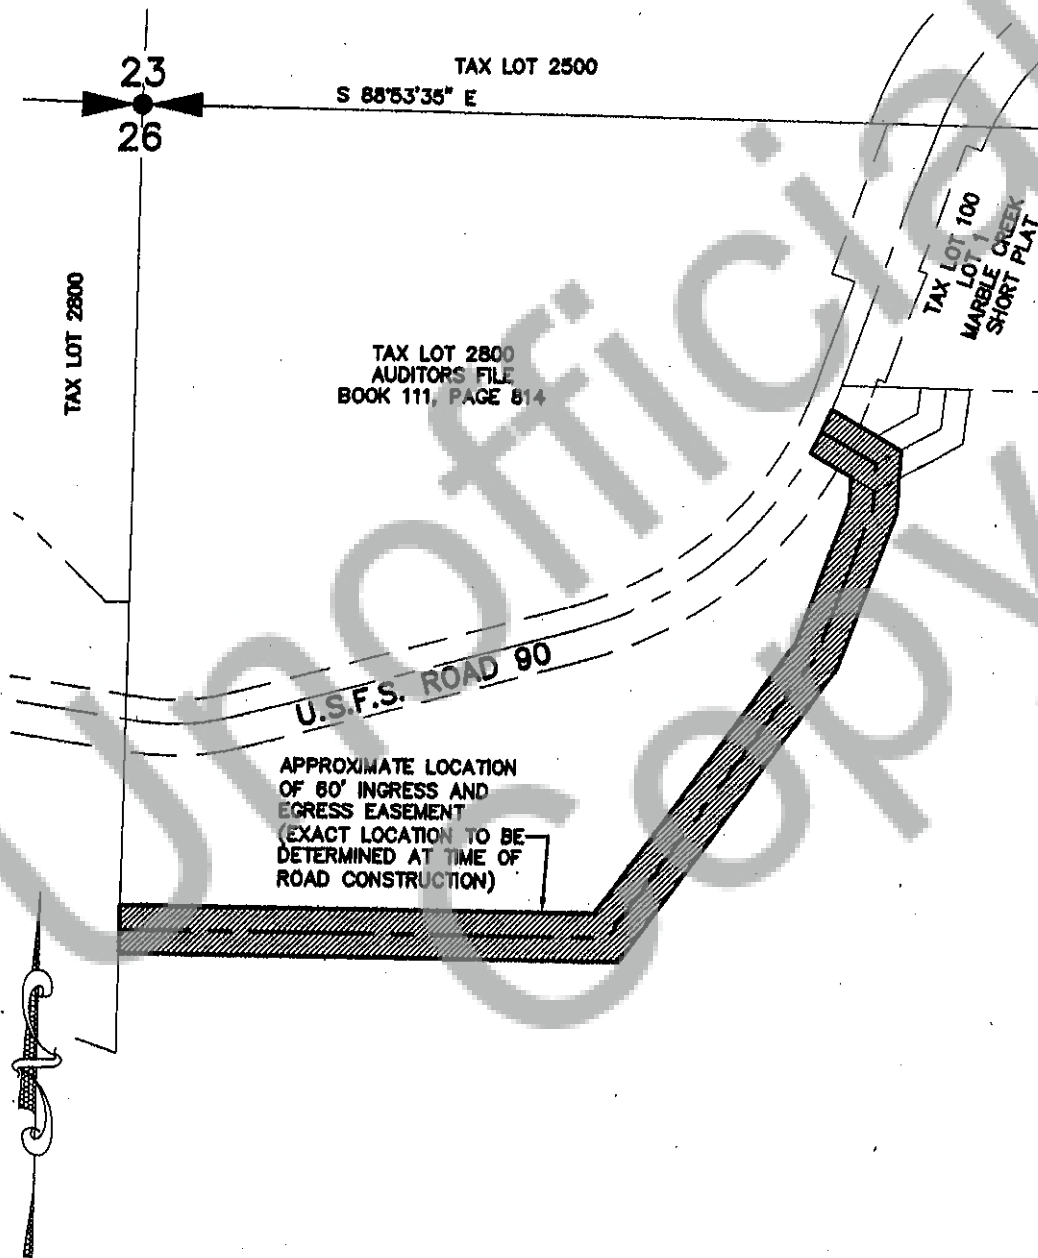 23
26
TAX LOT 2500
S 88°53'35" E
TAX LOT 2800
TAX LOT 2800
AUDITORS FILE
BOOK 111, PAGE 814
TAX LOT 100
LOT 1
MARBLE CREEK
SHORT PLAT
U.S.F.S. ROAD 90
APPROXIMATE LOCATION
OF 60' INGRESS AND
EGRESS EASEMENT
(EXACT LOCATION TO BE
DETERMINED AT TIME OF
ROAD CONSTRUCTION)
Unofficial
Copy